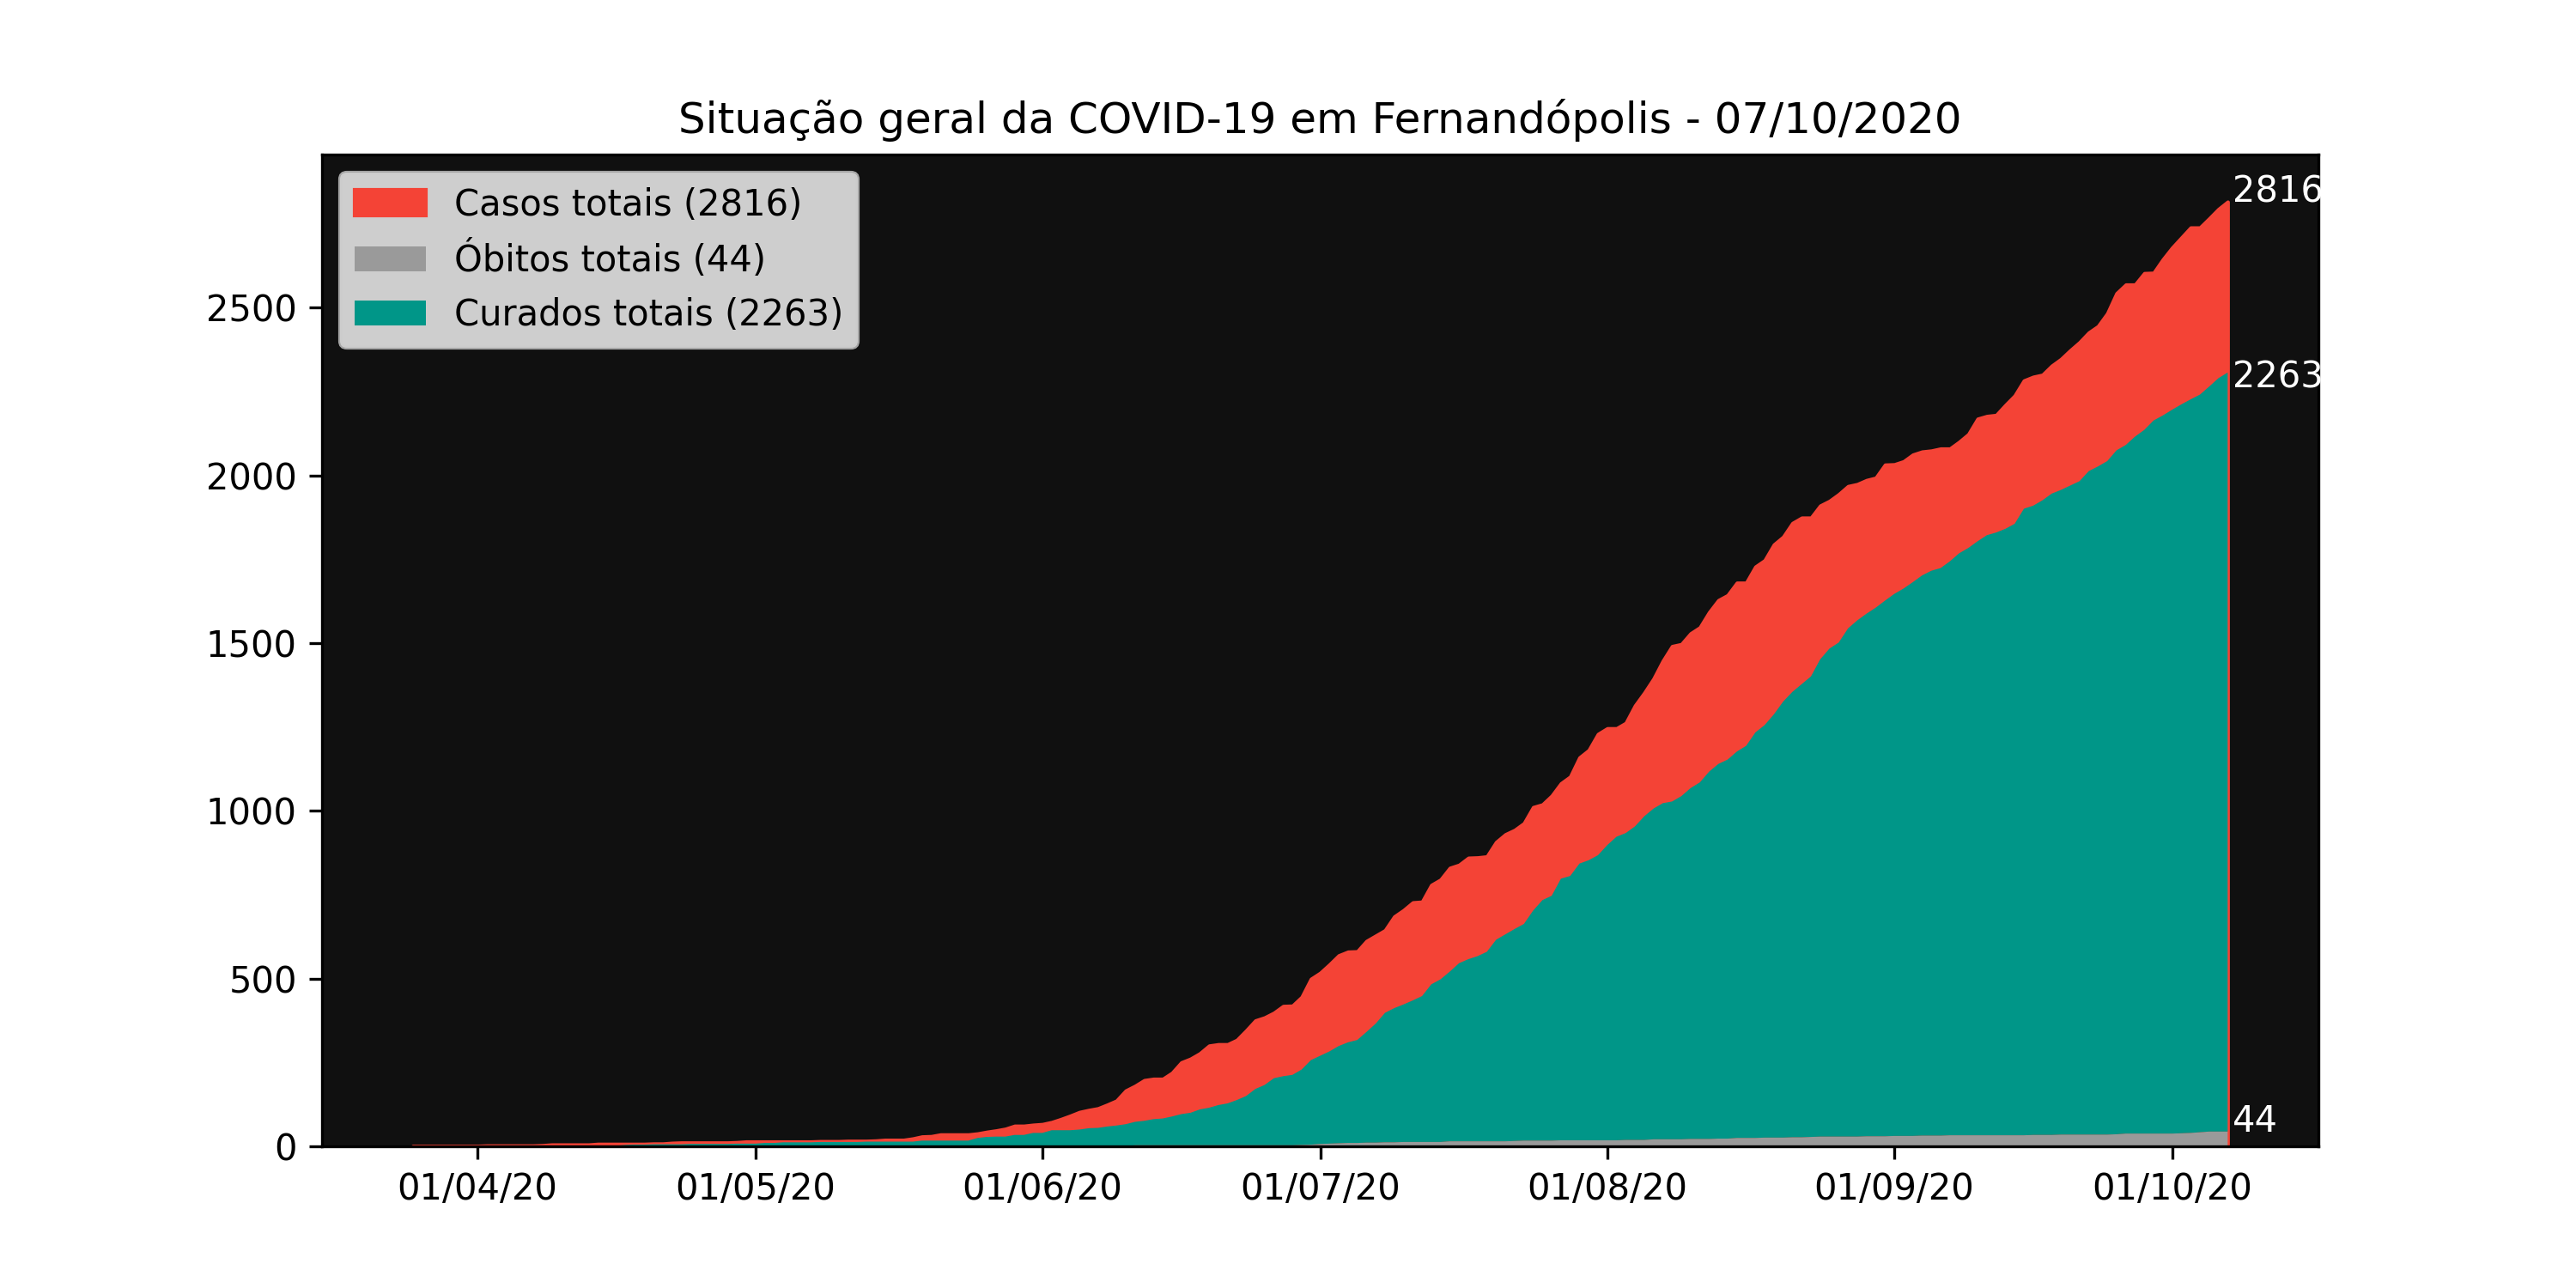 Situação geral da COVID-19 em Fernandópolis - 07/10/2020
Casos totais (2816)
Óbitos totais (44)
Curados totais (2263)
2816
2263
44
2500
2000
1500
1000
500
0
01/04/20 01/05/20 01/06/20 01/07/20 01/08/20 01/09/20 01/10/20